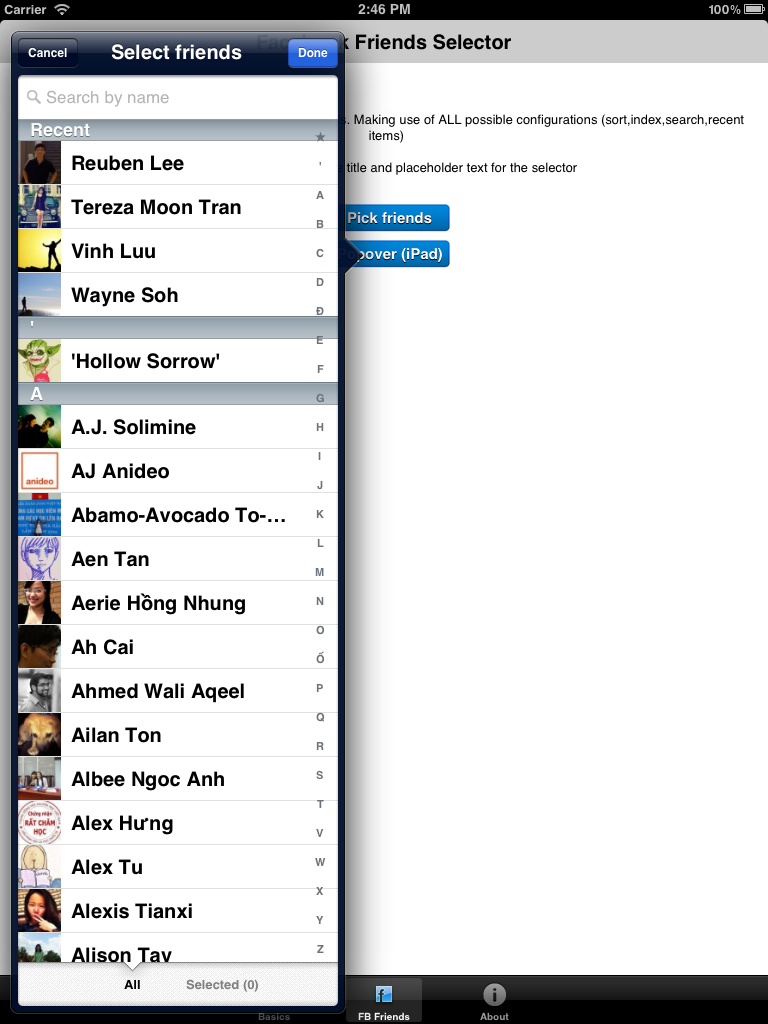 Carrier
2:46 PM
100%
Friends Selector
Cancel
Select friends
Done
Search by name
s. Making use of ALL possible configurations (sort,index,search,recent
items)
title and placeholder text for the selector
Pick friends
Popover (iPad)
Recent
Reuben Lee
Tereza Moon Tran
Vinh Luu
Wayne Soh
'
'Hollow Sorrow'
A
A.J. Solimine
AJ Anideo
anideo
Abamo-Avocado To-...
Aen Tan
Aerie Hồng Nhung
Ah Cai
Ahmed Wali Aqeel
Ailan Ton
Albee Ngoc Anh
Alex Hưng
Chứng nhận
RẤT CHĂM
HỌC
Alex Tu
Alexis Tianxi
Alison Tay
★
'
A
B
C
D
Đ
E
F
G
H
I
J
K
L
M
N
O
Ố
P
Q
R
S
T
V
W
X
Y
Z
All
Selected (0)
Basics
FB Friends
About